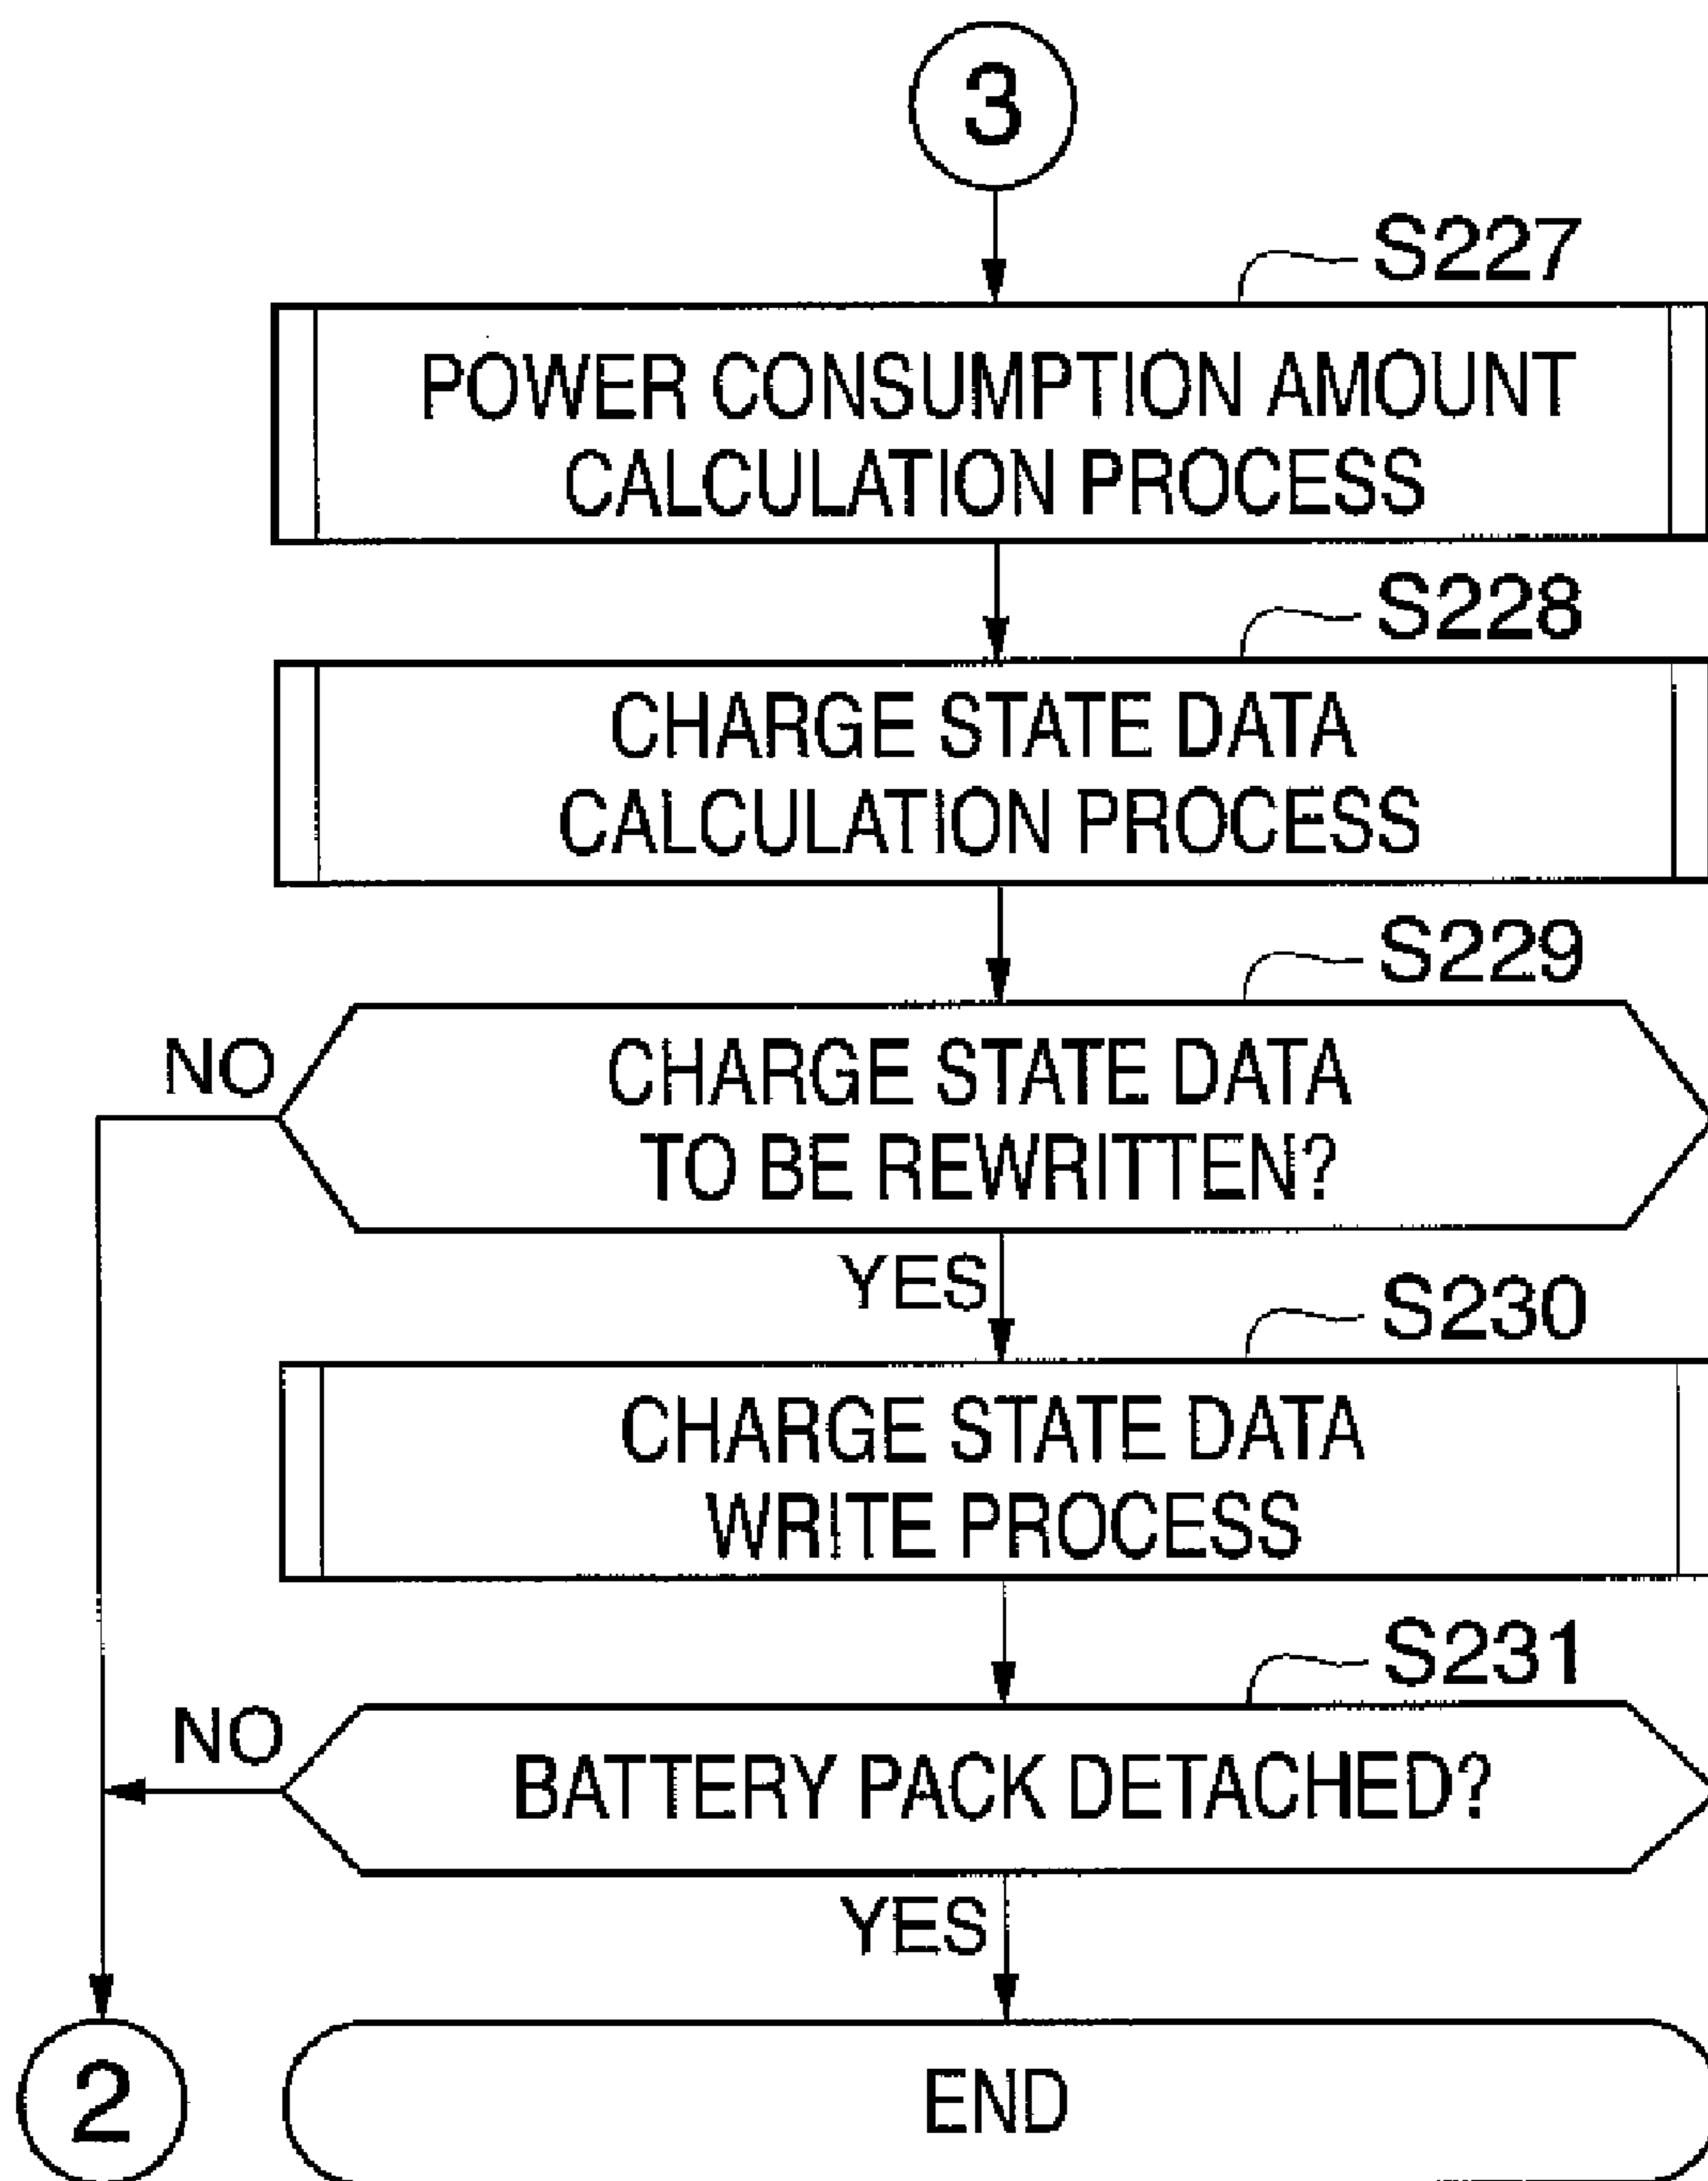 3
S227
POWER CONSUMPTION AMOUNT
CALCULATION PROCESS
S228
CHARGE STATE DATA
CALCULATION PROCESS
S229
NO
CHARGE STATE DATA
TO BE REWRITTEN?
YES
S230
CHARGE STATE DATA
WRITE PROCESS
S231
NO
BATTERY PACK DETACHED?
YES
2
END